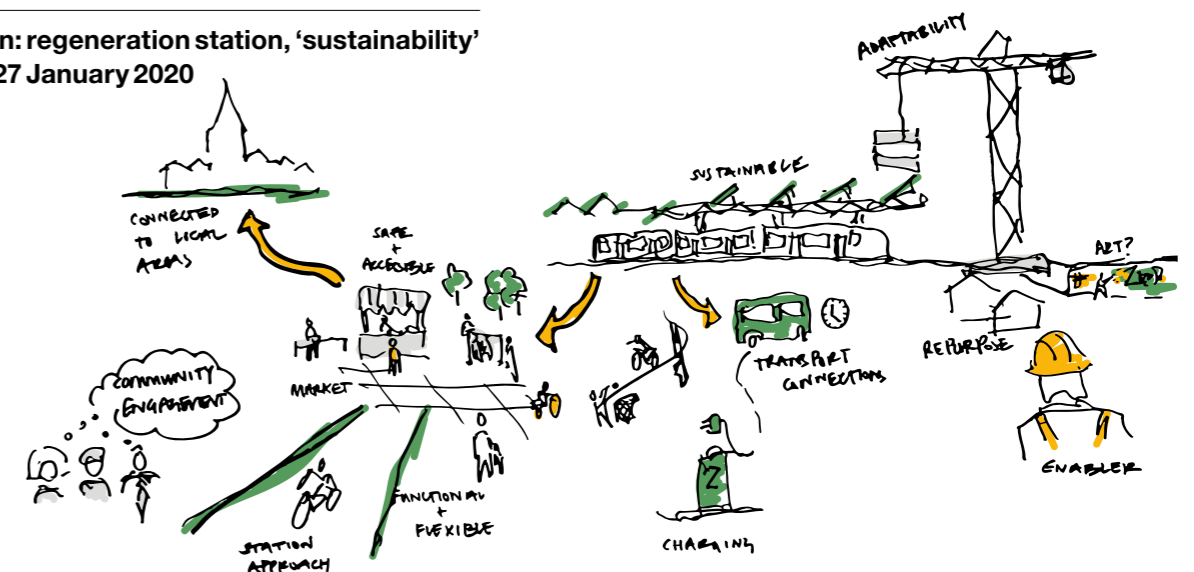 n: regeneration station, 'sustainability'
27 January 2020
ADAPTABILITY
SUSTAINABLE
CONNECTED
TO LOCAL
AREAS
SAFE
+
ACCESSIBLE
ART?
REPURPOSE
TRANSPORT
CONNECTIONS
MARKET
COMMUNITY
ENGAGEMENT
ENABLER
FUNCTIONAL
+
FLEXIBLE
STATION
APPROACH
CHARGING